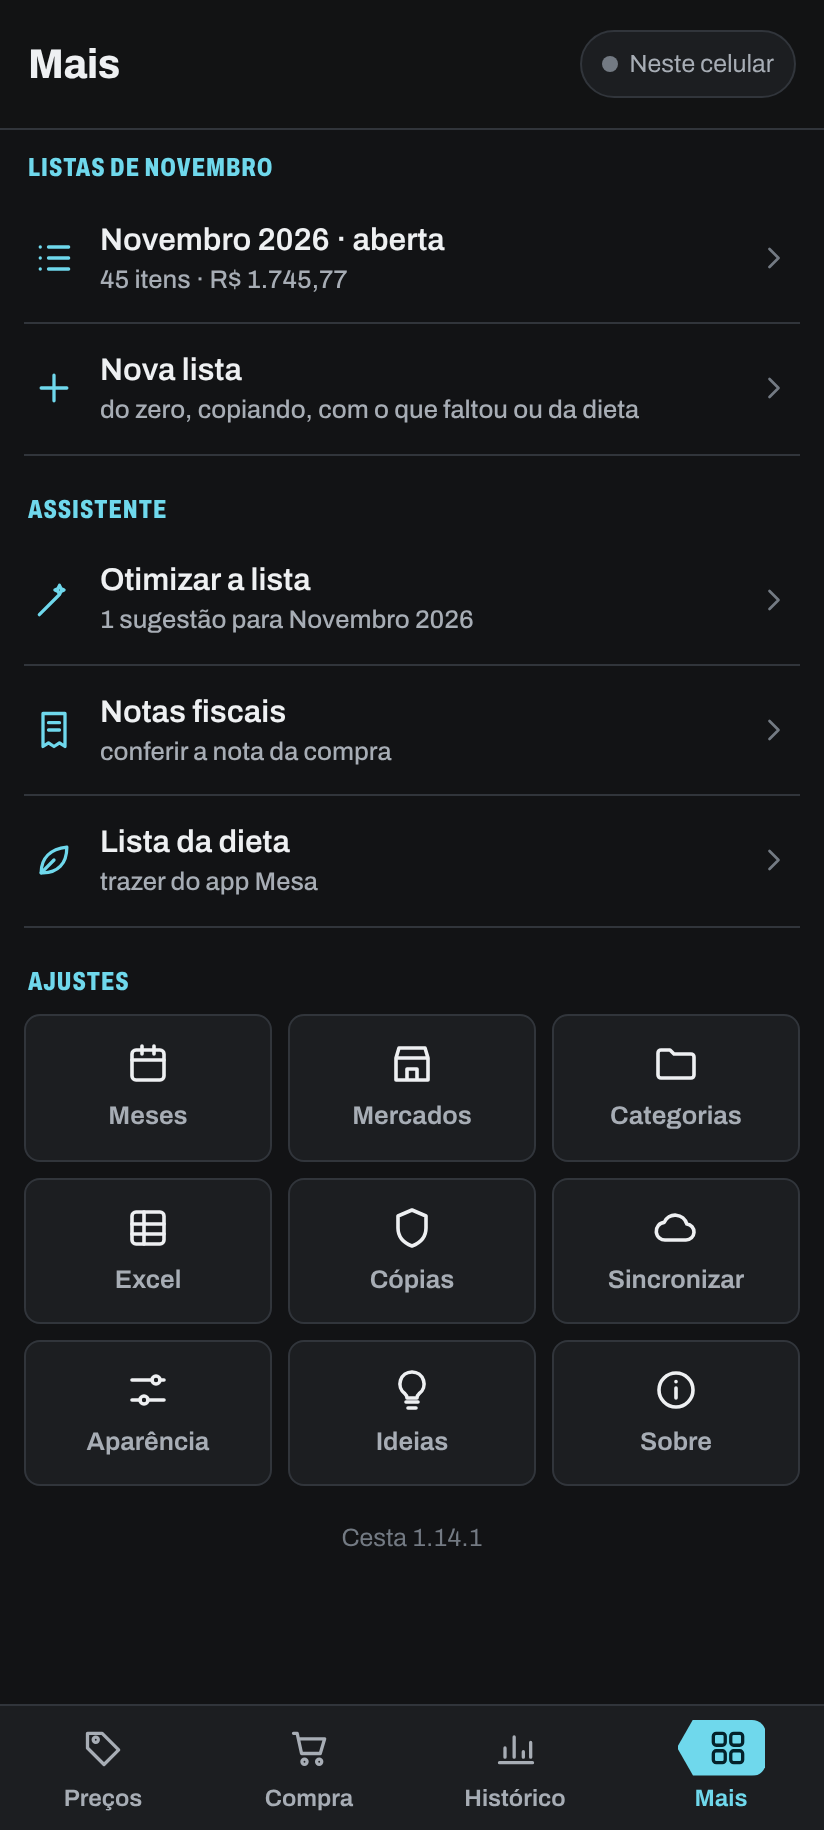 Mais
Neste celular
LISTAS DE NOVEMBRO
Novembro 2026 · aberta
45 itens · R$ 1.745,77
Nova lista
do zero, copiando, com o que faltou ou da dieta
ASSISTENTE
Otimizar a lista
1 sugestão para Novembro 2026
Notas fiscais
conferir a nota da compra
Lista da dieta
trazer do app Mesa
AJUSTES
Meses
Mercados
Categorias
Excel
Cópias
Sincronizar
Aparência
Ideias
Sobre
Cesta 1.14.1
Preços
Compra
Histórico
Mais